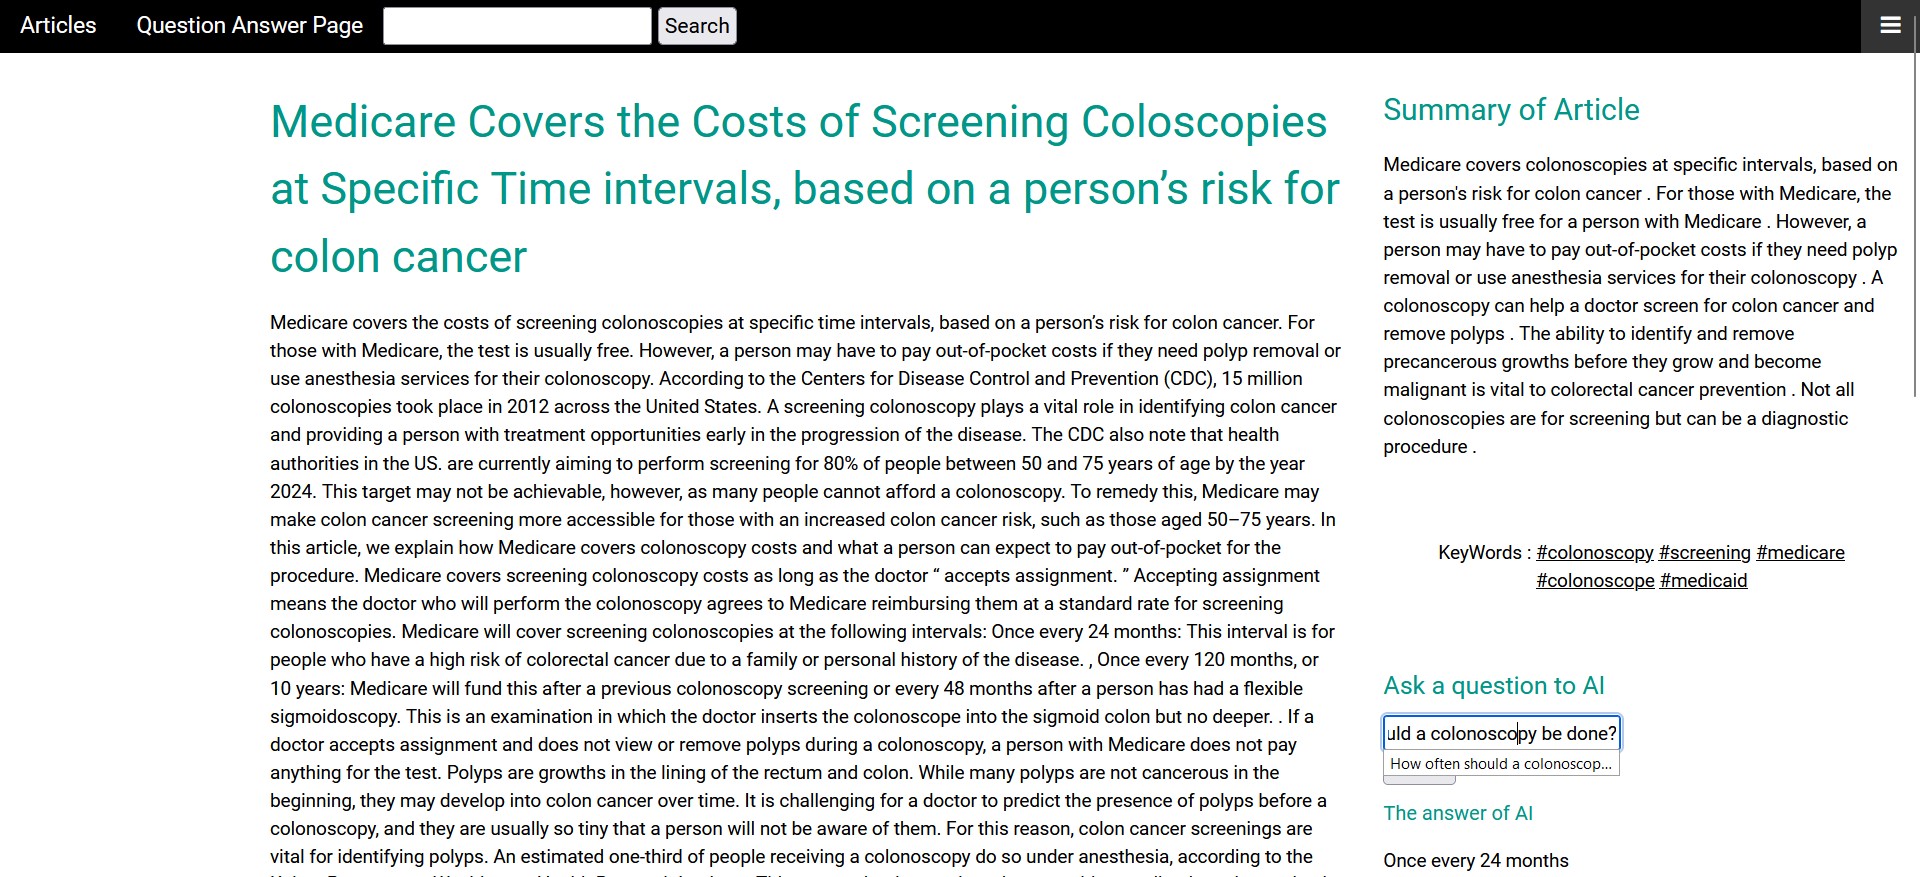 Articles Question Answer Page Search
Medicare Covers the Costs of Screening Coloscopies
at Specific Time intervals, based on a person’s risk for
colon cancer
Medicare covers the costs of screening colonoscopies at specific time intervals, based on a person’s risk for colon cancer. For
those with Medicare, the test is usually free. However, a person may have to pay out-of-pocket costs if they need polyp removal or
use anesthesia services for their colonoscopy. According to the Centers for Disease Control and Prevention (CDC), 15 million
colonoscopies took place in 2012 across the United States. A screening colonoscopy plays a vital role in identifying colon cancer
and providing a person with treatment opportunities early in the progression of the disease. The CDC also note that health
authorities in the US. are currently aiming to perform screening for 80% of people between 50 and 75 years of age by the year
2024. This target may not be achievable, however, as many people cannot afford a colonoscopy. To remedy this, Medicare may
make colon cancer screening more accessible for those with an increased colon cancer risk, such as those aged 50–75 years. In
this article, we explain how Medicare covers colonoscopy costs and what a person can expect to pay out-of-pocket for the
procedure. Medicare covers screening colonoscopy costs as long as the doctor “ accepts assignment. ” Accepting assignment
means the doctor who will perform the colonoscopy agrees to Medicare reimbursing them at a standard rate for screening
colonoscopies. Medicare will cover screening colonoscopies at the following intervals: Once every 24 months: This interval is for
people who have a high risk of colorectal cancer due to a family or personal history of the disease. , Once every 120 months, or
10 years: Medicare will fund this after a previous colonoscopy screening or every 48 months after a person has had a flexible
sigmoidoscopy. This is an examination in which the doctor inserts the colonoscope into the sigmoid colon but no deeper. . If a
doctor accepts assignment and does not view or remove polyps during a colonoscopy, a person with Medicare does not pay
anything for the test. Polyps are growths in the lining of the rectum and colon. While many polyps are not cancerous in the
beginning, they may develop into colon cancer over time. It is challenging for a doctor to predict the presence of polyps before a
colonoscopy, and they are usually so tiny that a person will not be aware of them. For this reason, colon cancer screenings are
vital for identifying polyps. An estimated one-third of people receiving a colonoscopy do so under anesthesia, according to the
Summary of Article
Medicare covers colonoscopies at specific intervals, based on
a person's risk for colon cancer . For those with Medicare, the
test is usually free for a person with Medicare . However, a
person may have to pay out-of-pocket costs if they need polyp
removal or use anesthesia services for their colonoscopy . A
colonoscopy can help a doctor screen for colon cancer and
remove polyps . The ability to identify and remove
precancerous growths before they grow and become
malignant is vital to colorectal cancer prevention . Not all
colonoscopies are for screening but can be a diagnostic
procedure .
KeyWords : #colonoscopy #screening #medicare
#colonoscope #medicaid
Ask a question to AI
uld a colonoscopy be done?
How often should a colonoscop...
The answer of AI
Once every 24 months